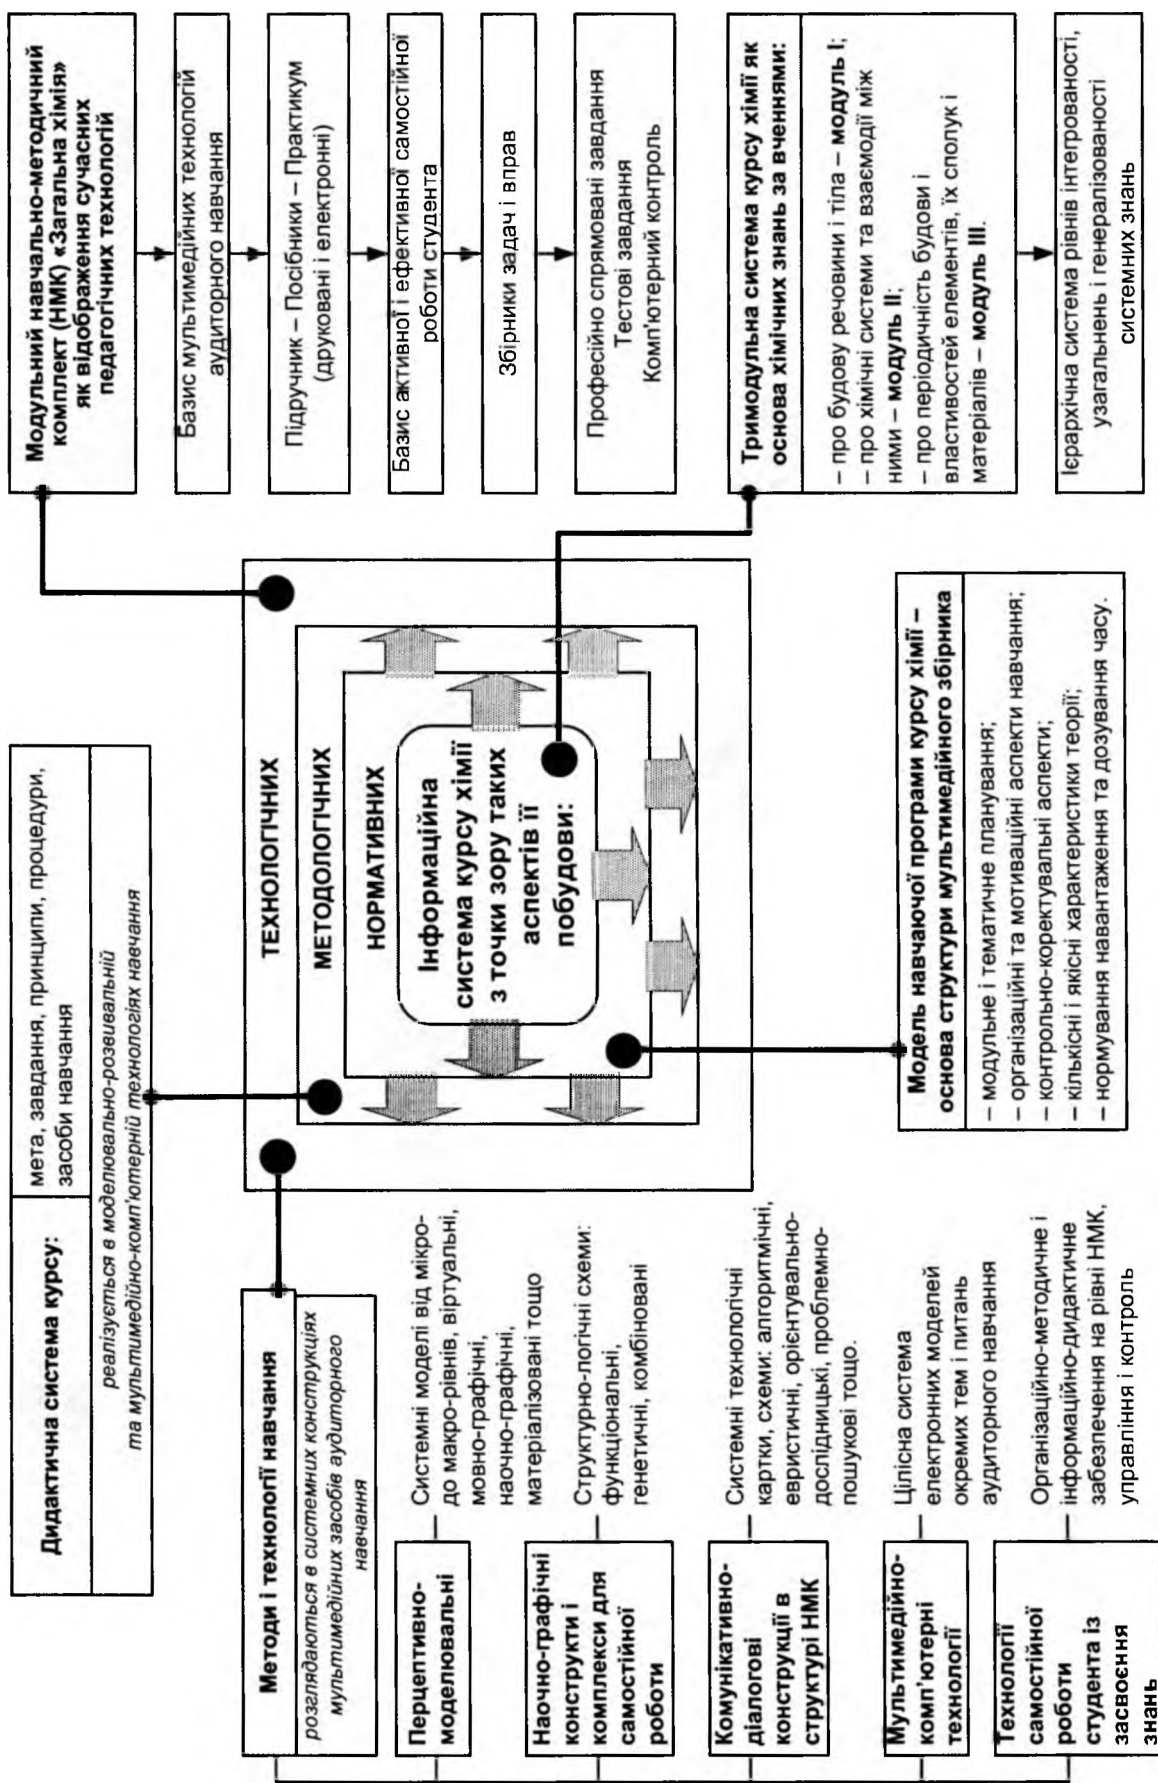 Дидактична система курсу:
мета, завдання, принципи, процедури,
засоби навчання
реалізується в моделювально-розвивальній
та мультимедійно-комп'ютерній технологіях навчання
Модульний навчально-методичний
комплект (НМК) «Загальна хімія»
як відображення сучасних
педагогічних технологій
Базис мультимедійних технологій
аудиторного навчання
Підручник – Посібники – Практикум
(друковані і електронні)
Базис активної і ефективної самостійної
роботи студента
Збірники задач і вправ
Професійно спрямовані завдання
Тестові завдання
Комп'ютерний контроль
Методи і технології навчання
розглядаються в системних конструкціях
мультимедійних засобів аудиторного
навчання
ТЕХНОЛОГІЧНИХ
МЕТОДОЛОГІЧНИХ
НОРМАТИВНИХ
Інформаційна
система курсу хімії
з точки зору таких
аспектів її
побудови:
Перцептивно-
моделювальні
Системні моделі від мікро-
до макро-рівнів, віртуальні,
мовно-графічні,
наочно-графічні,
матеріалізовані тощо
Наочно-графічні
конструкти і
комплекси для
самостійної
роботи
Структурно-логічні схеми:
функціональні,
генетичні, комбіновані
Комунікативно-
діалогові
конструкції в
структурі НМК
Системні технологічні
картки, схеми: алгоритмічні,
евристичні, орієнтувально-
дослідницькі, проблемно-
пошукові тощо.
Мультимедійно-
комп'ютерні
технології
Цілісна система
електронних моделей
окремих тем і питань
аудиторного навчання
Технології
самостійної
роботи
студента із
засвоєння
знань
Організаційно-методичне і
інформаційно-дидактичне
забезпечення на рівні НМК,
управління і контроль
Модель навчаючої програми курсу хімії –
основа структури мультимедійного збірника
– модульне і тематичне планування;
– організаційні та мотиваційні аспекти навчання;
– контрольно-коректувальні аспекти;
– кількісні і якісні характеристики теорії;
– нормування навантаження та дозування часу.
Тримодульна система курсу хімії як
основа хімічних знань за вченнями:
– про будову речовини і тіла – модуль I;
– про хімічні системи та взаємодії між
ними – модуль II;
– про періодичність будови і
властивостей елементів, їх сполук і
матеріалів – модуль III.
Ієрархічна система рівнів інтегрованості,
узагальнень і генералізованості
системних знань